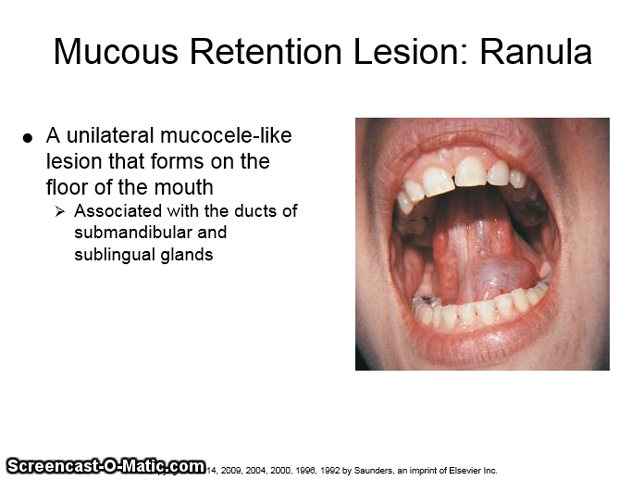 Mucous Retention Lesion: Ranula
● A unilateral mucocele-like
lesion that forms on the
floor of the mouth
➢ Associated with the ducts of
submandibular and
sublingual glands
Screencast-O-Matic.com
14, 2009, 2004, 2000, 1996, 1992 by Saunders, an imprint of Elsevier Inc.